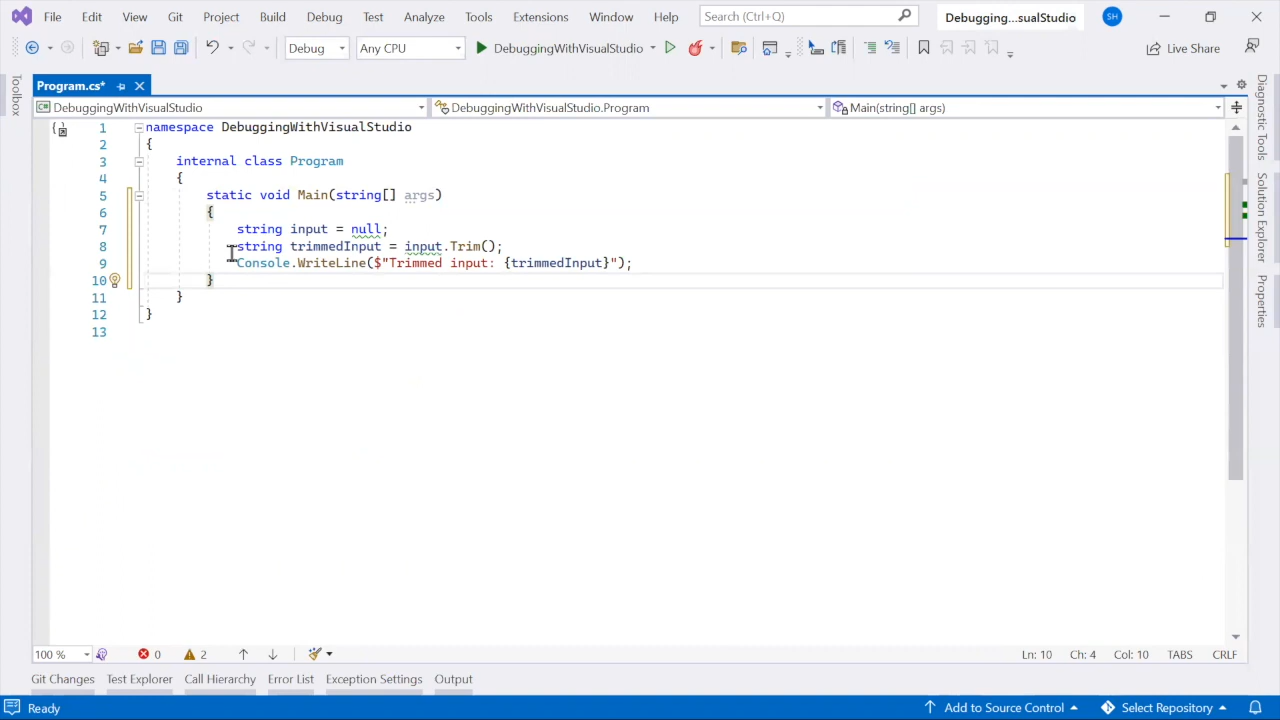 File Edit View Git Project Build Debug Test Analyze Tools Extensions Window Help Search (Ctrl+Q) Debugging...sualStudio SH
Debug Any CPU DebuggingWithVisualStudio Live Share
Program.cs*
DebuggingWithVisualStudio DebuggingWithVisualStudio.Program Main(string[] args)
Toolbox
1 namespace DebuggingWithVisualStudio
2 {
3 internal class Program
4 {
5 static void Main(string[] args)
6 {
7 string input = null;
8 string trimmedInput = input.Trim();
9 Console.WriteLine($"Trimmed input: {trimmedInput}");
10 }
11 }
12 }
13
Diagnostic Tools
Solution Explorer
Properties
100 % 0 2 Ln: 10 Ch: 4 Col: 10 TABS CRLF
Git Changes Test Explorer Call Hierarchy Error List Exception Settings Output
Ready Add to Source Control Select Repository